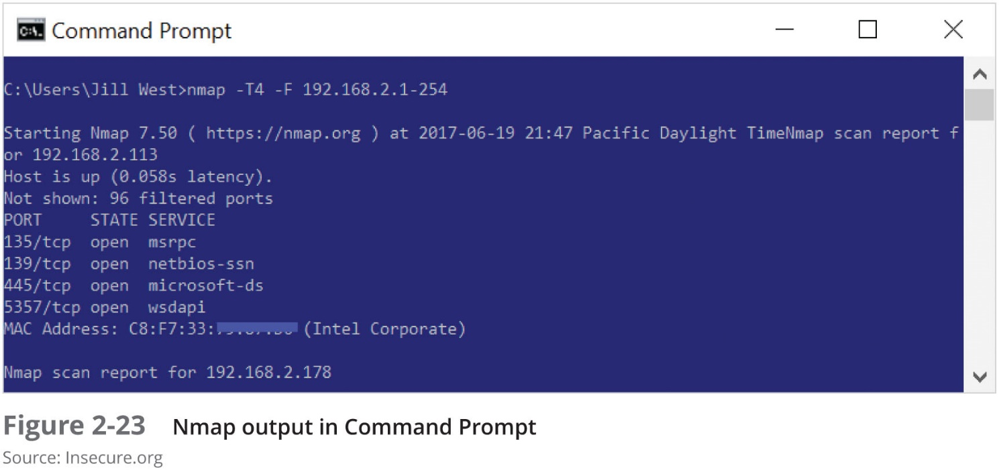 Command Prompt
C:\Users\Jill West>nmap -T4 -F 192.168.2.1-254
Starting Nmap 7.50 ( https://nmap.org ) at 2017-06-19 21:47 Pacific Daylight TimeNmap scan report f
or 192.168.2.113
Host is up (0.058s latency).
Not shown: 96 filtered ports
PORT     STATE SERVICE
135/tcp  open  msrpc
139/tcp  open  netbios-ssn
445/tcp  open  microsoft-ds
5357/tcp open  wsdapi
MAC Address: C8:F7:33: (Intel Corporate)
Nmap scan report for 192.168.2.178
Figure 2-23 Nmap output in Command Prompt
Source: Insecure.org